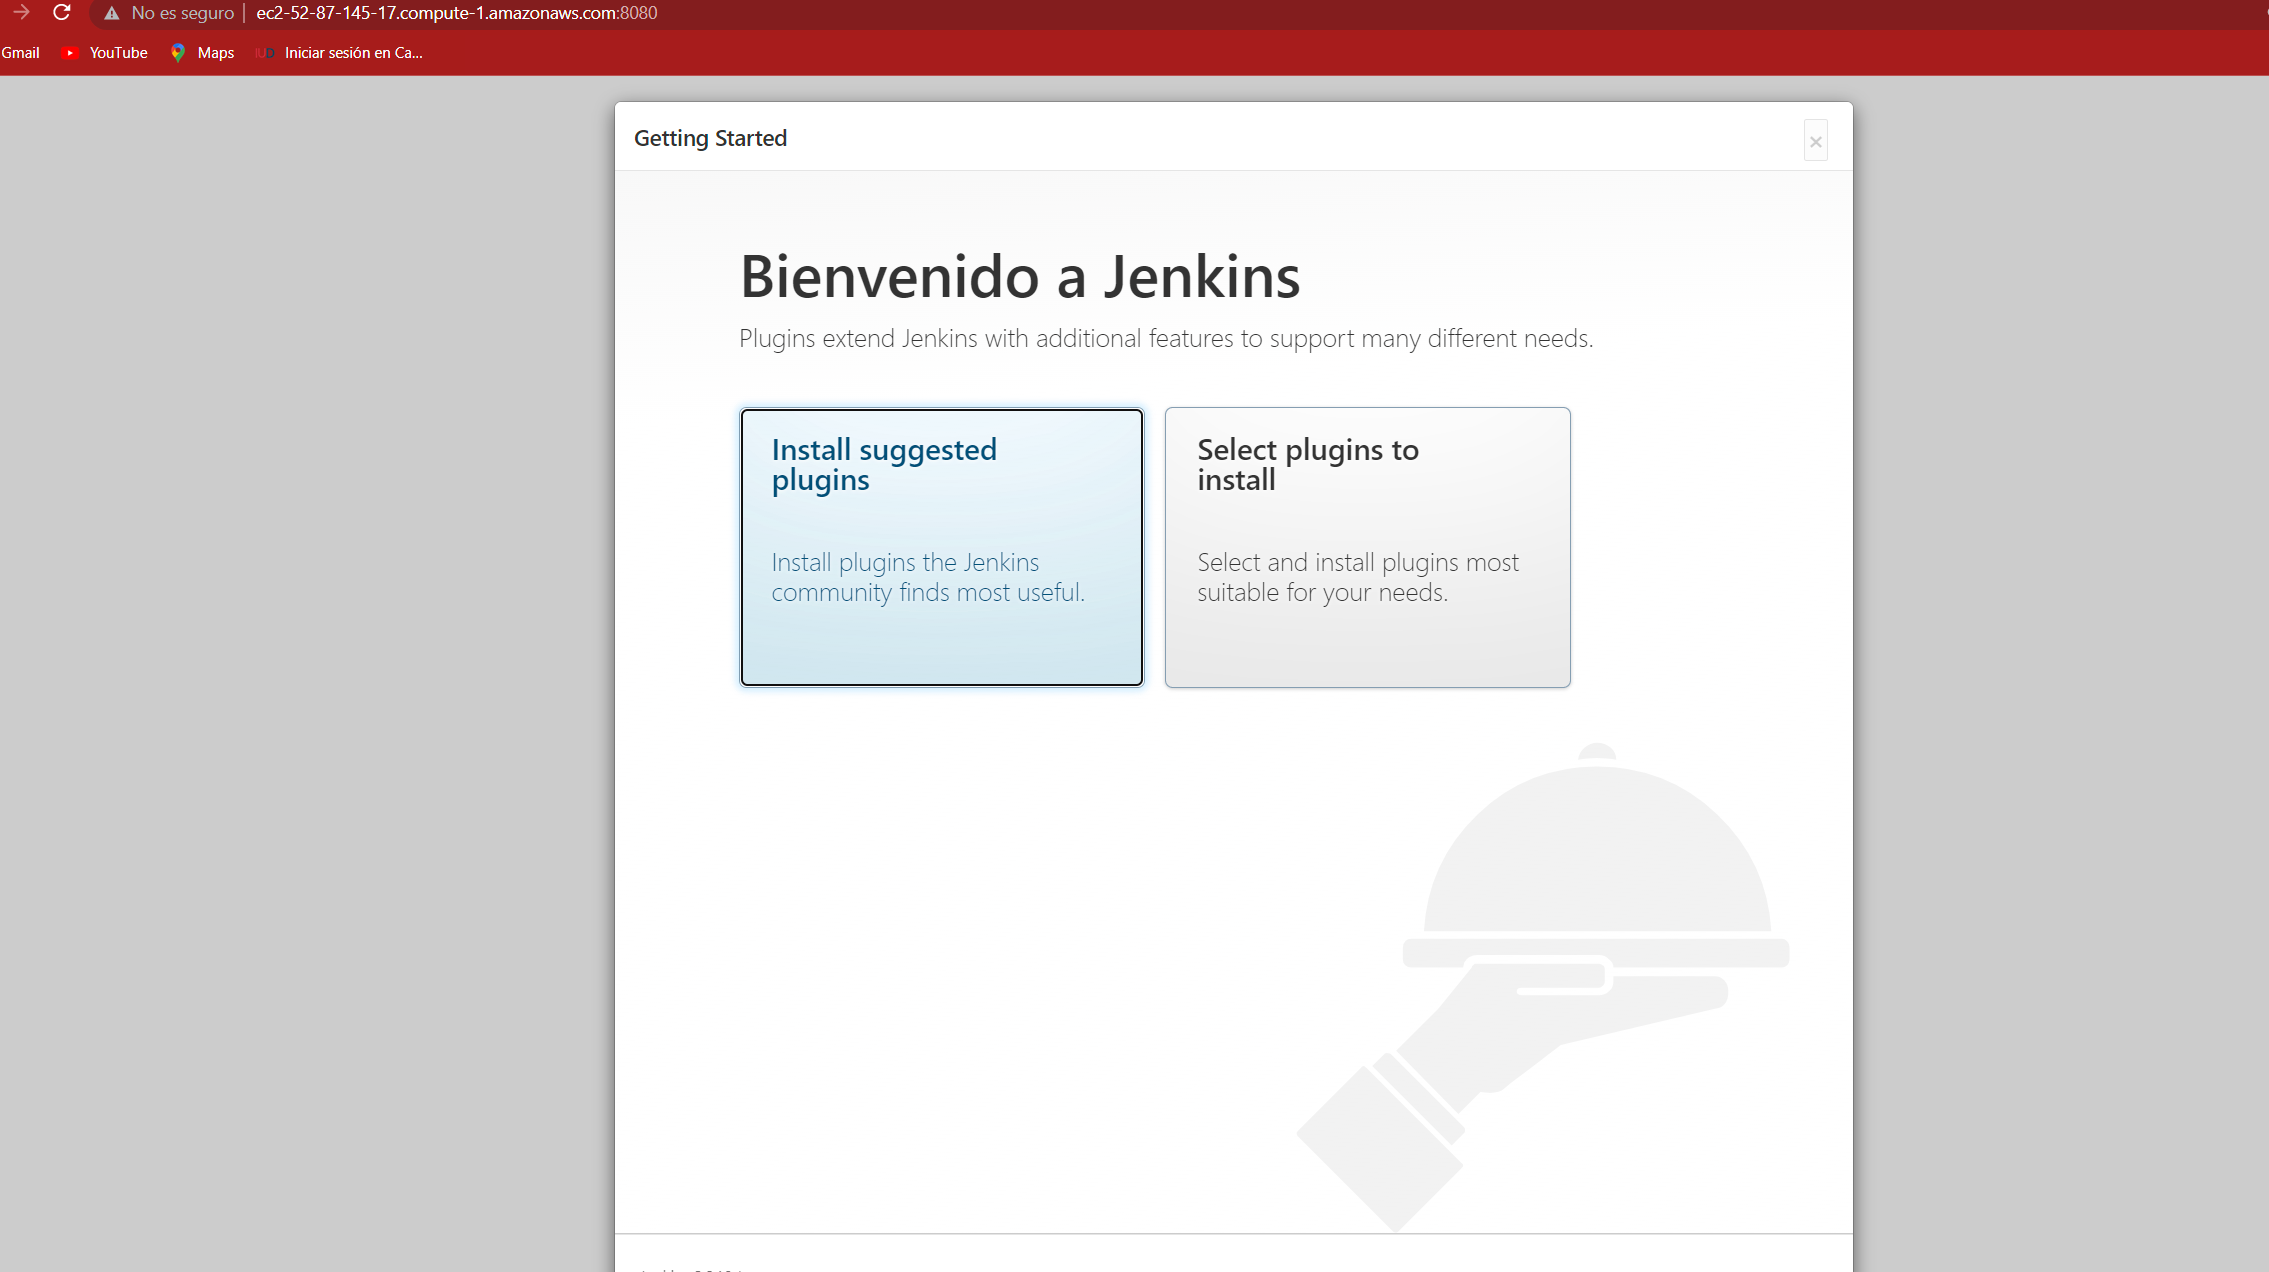 No es seguro | ec2-52-87-145-17.compute-1.amazonaws.com:8080
Gmail YouTube Maps IUD Iniciar sesión en Ca...
Getting Started ×
Bienvenido a Jenkins
Plugins extend Jenkins with additional features to support many different needs.
Install suggested
plugins
Install plugins the Jenkins
community finds most useful.
Select plugins to
install
Select and install plugins most
suitable for your needs.